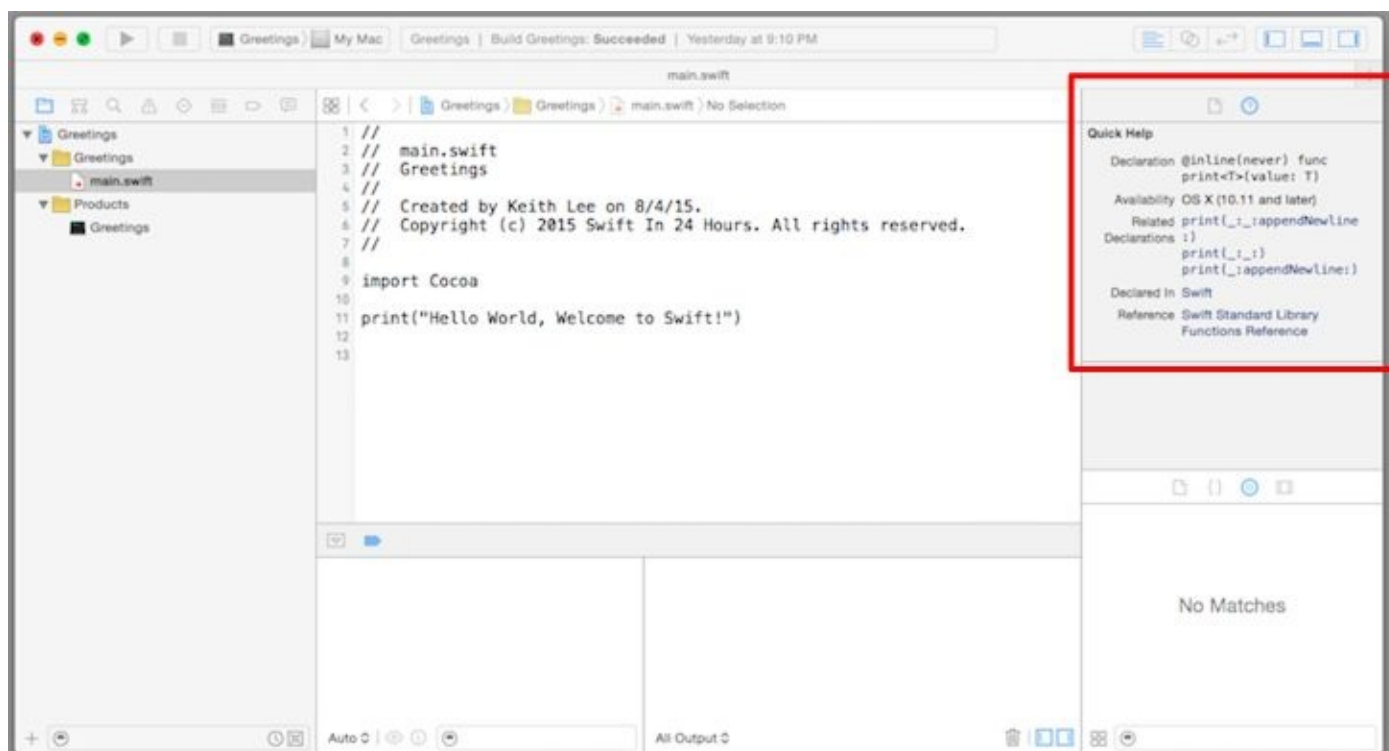 Greetings
My Mac
Greetings | Build Greetings: Succeeded | Yesterday at 9:10 PM
main.swift
Greetings
Greetings
main.swift
No Selection
Greetings
Greetings
main.swift
Products
Greetings
1 //
2 // main.swift
3 // Greetings
4 //
5 // Created by Keith Lee on 8/4/15.
6 // Copyright (c) 2015 Swift In 24 Hours. All rights reserved.
7 //
8
9 import Cocoa
10
11 print("Hello World, Welcome to Swift!")
12
13
Quick Help
Declaration @inline(never) func
print<T>(value: T)
Availability OS X (10.11 and later)
Related print(_:_:appendNewline
Declarations :)
print(_:_:)
print(_:appendNewline:)
Declared In Swift
Reference Swift Standard Library
Functions Reference
No Matches
Auto
All Output